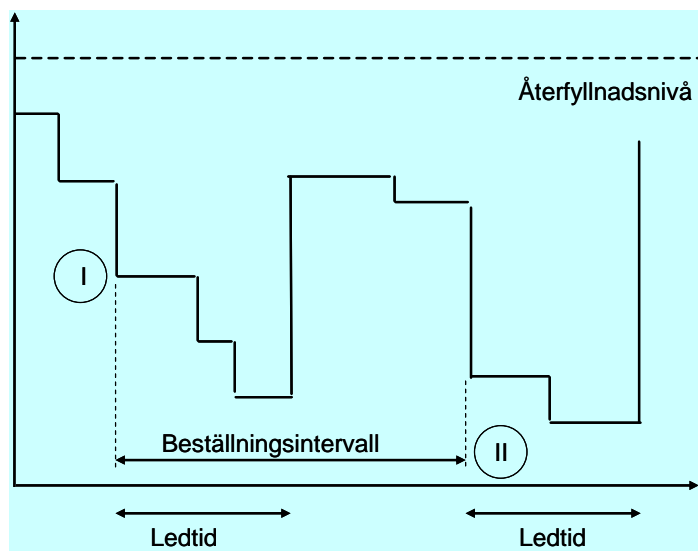 Återfyllnadsnivå
I
Beställningsintervall
II
Ledtid
Ledtid